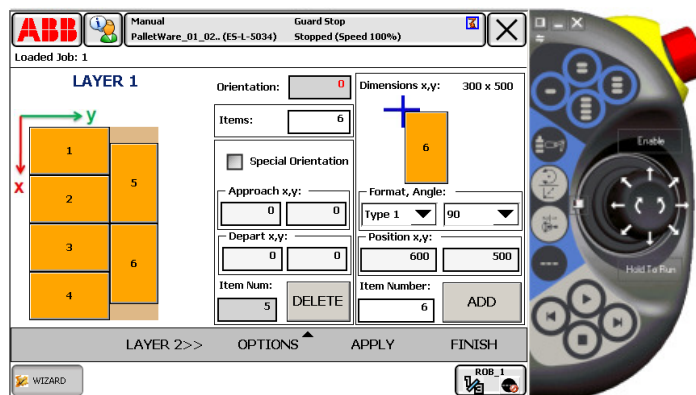 ABB
Manual
Guard Stop
PalletWare_01_02.. (ES-L-5034)
Stopped (Speed 100%)
Loaded Job: 1
LAYER 1
y
x
1
2
3
4
5
6
Orientation: 0
Items: 6
Special Orientation
Approach x,y:
0 0
Depart x,y:
0 0
Item Num:
5
DELETE
Dimensions x,y: 300 x 500
6
Format, Angle:
Type 1 90
Position x,y:
600 500
Item Number:
6
ADD
LAYER 2>> OPTIONS APPLY FINISH
WIZARD
ROB_1
1/3
Enable
Hold To Run